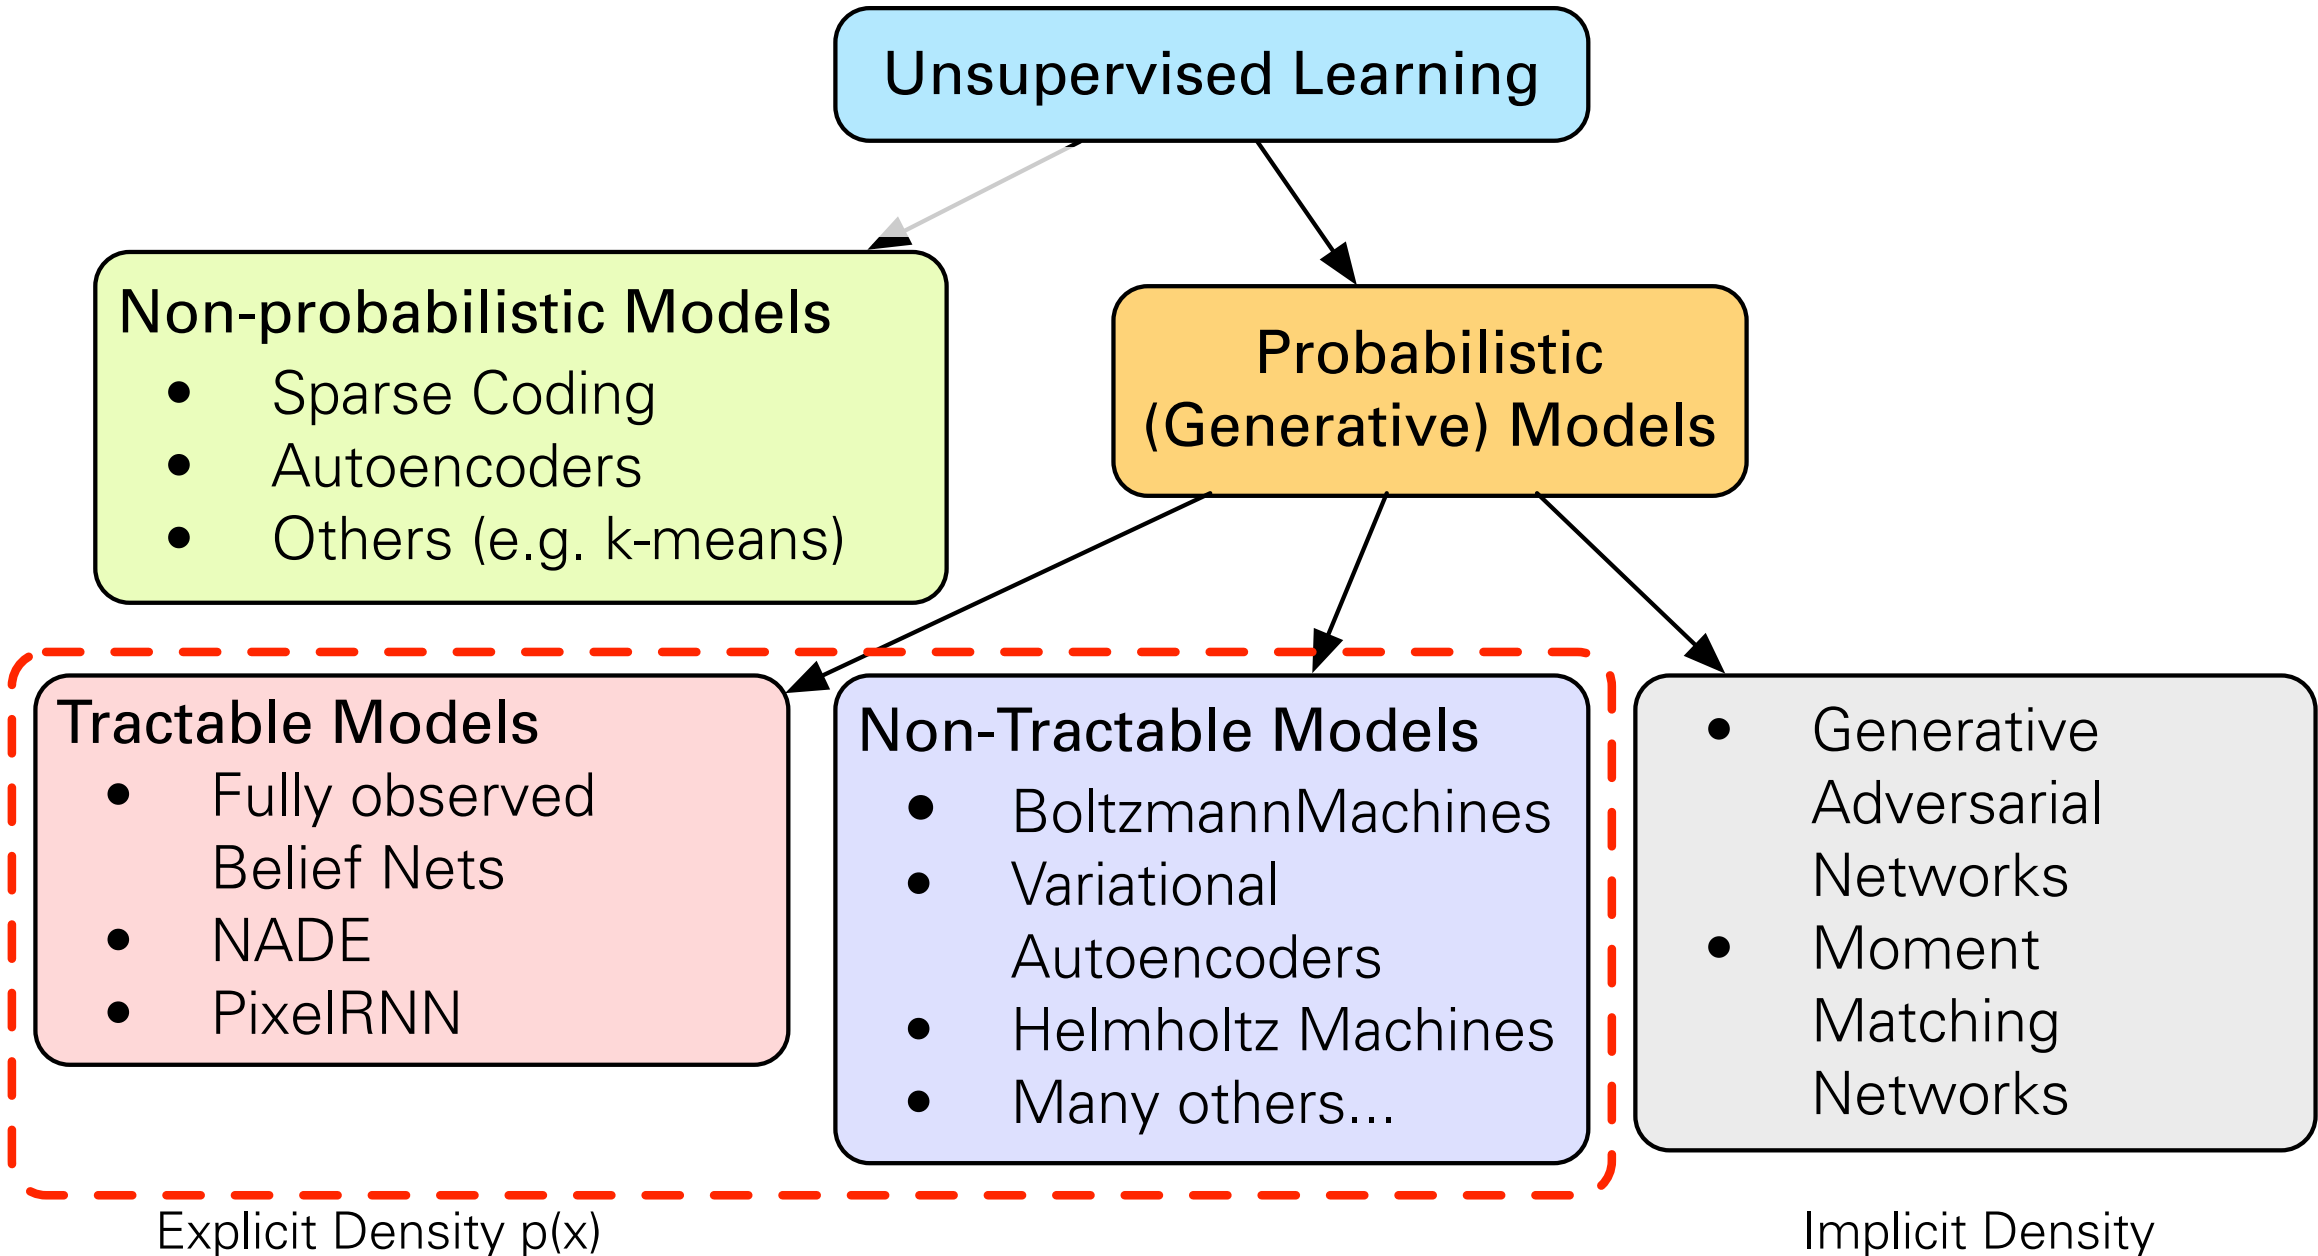 Unsupervised Learning
Non-probabilistic Models
• Sparse Coding
• Autoencoders
• Others (e.g. k-means)
Probabilistic
(Generative) Models
Tractable Models
• Fully observed
Belief Nets
• NADE
• PixelRNN
Non-Tractable Models
• BoltzmannMachines
• Variational
Autoencoders
• Helmholtz Machines
• Many others...
• Generative
Adversarial
Networks
• Moment
Matching
Networks
Explicit Density p(x)
Implicit Density